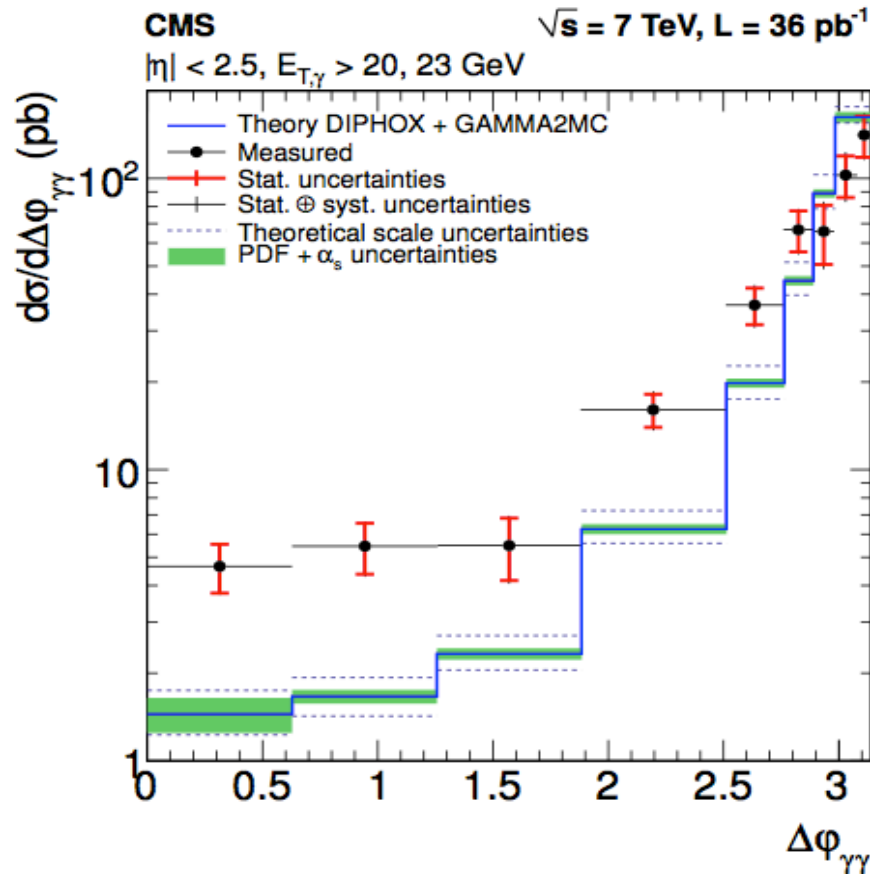 CMS √s = 7 TeV, L = 36 pb⁻¹
|η| < 2.5, E_T,γ > 20, 23 GeV
dσ/dΔφ_γγ (pb)
Theory DIPHOX + GAMMA2MC
Measured
Stat. uncertainties
Stat. ⊕ syst. uncertainties
Theoretical scale uncertainties
PDF + α_s uncertainties
10²
10
1
0 0.5 1 1.5 2 2.5 3
Δφ_γγ